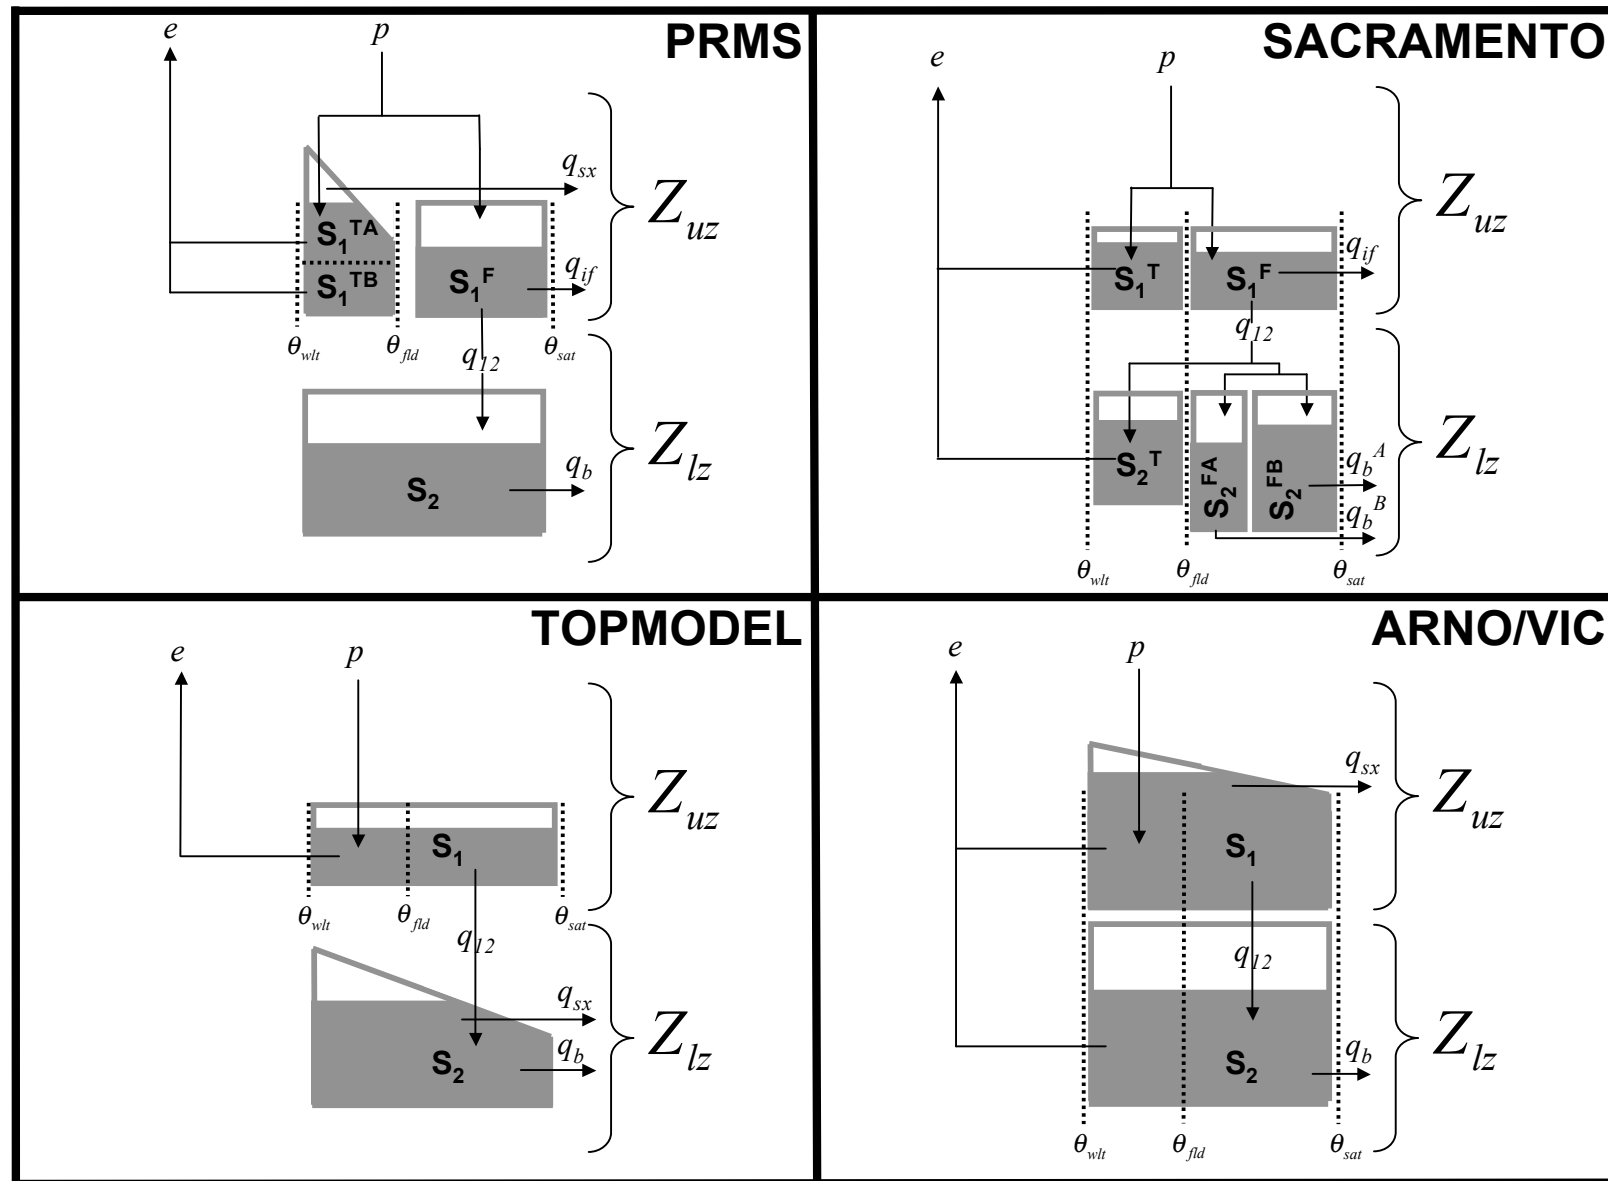 PRMS
e
p
q_sx
Z_uz
S_1^TA
S_1^TB
S_1^F
q_if
θ_wlt
θ_fld
q_12
θ_sat
S_2
q_b
Z_lz
SACRAMENTO
e
p
Z_uz
q_if
S_1^T
S_1^F
q_12
Z_lz
S_2^T
S_2^FA
S_2^FB
q_b^A
q_b^B
θ_wlt
θ_fld
θ_sat
TOPMODEL
e
p
Z_uz
S_1
θ_wlt
θ_fld
θ_sat
q_12
q_sx
Z_lz
S_2
q_b
ARNO/VIC
e
p
q_sx
Z_uz
S_1
q_12
Z_lz
S_2
q_b
θ_wlt
θ_fld
θ_sat